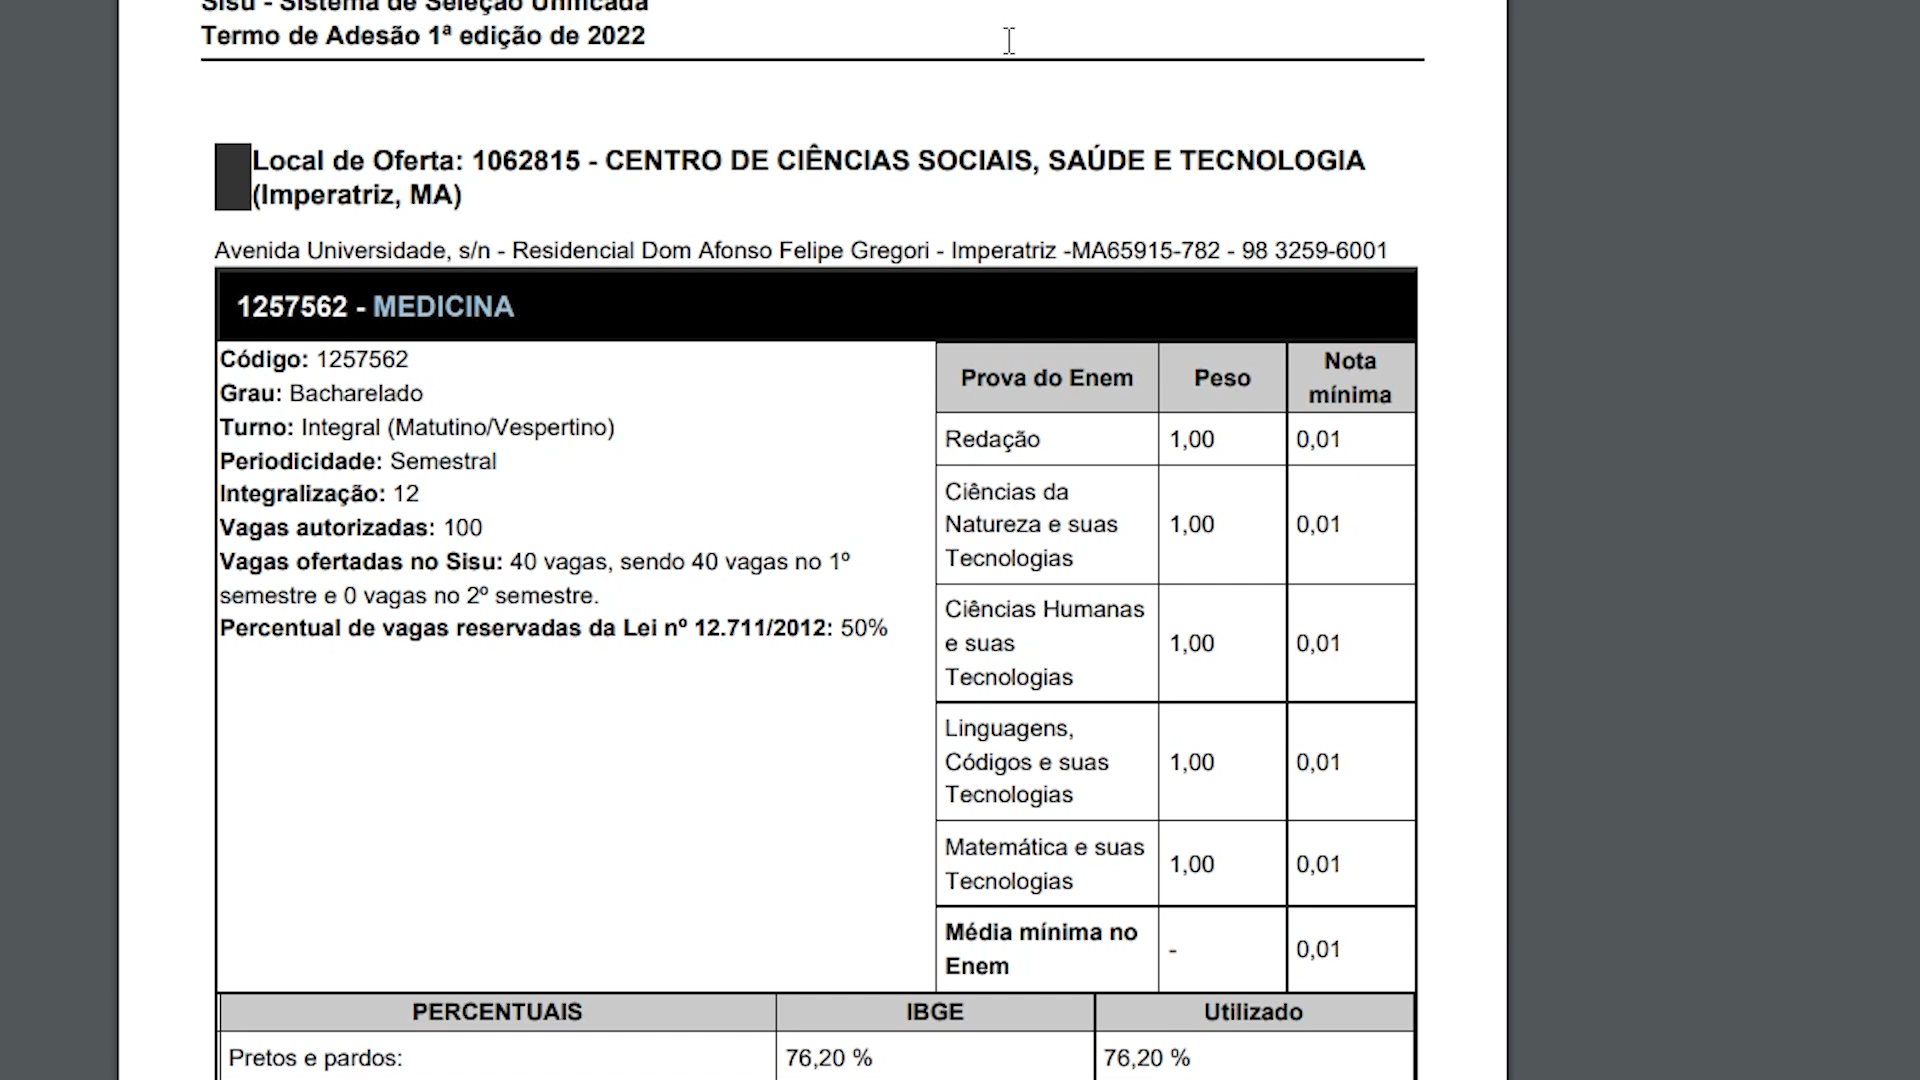 Sisu - Sistema de Seleção Unificada
Termo de Adesão 1ª edição de 2022
Local de Oferta: 1062815 - CENTRO DE CIÊNCIAS SOCIAIS, SAÚDE E TECNOLOGIA
(Imperatriz, MA)
Avenida Universidade, s/n - Residencial Dom Afonso Felipe Gregori - Imperatriz -MA65915-782 - 98 3259-6001
1257562 - MEDICINA
Código: 1257562
Grau: Bacharelado
Turno: Integral (Matutino/Vespertino)
Periodicidade: Semestral
Integralização: 12
Vagas autorizadas: 100
Vagas ofertadas no Sisu: 40 vagas, sendo 40 vagas no 1º
semestre e 0 vagas no 2º semestre.
Percentual de vagas reservadas da Lei nº 12.711/2012: 50%
Prova do Enem Peso Nota
mínima
Redação 1,00 0,01
Ciências da
Natureza e suas 1,00 0,01
Tecnologias
Ciências Humanas
e suas 1,00 0,01
Tecnologias
Linguagens,
Códigos e suas 1,00 0,01
Tecnologias
Matemática e suas
Tecnologias 1,00 0,01
Média mínima no
Enem - 0,01
PERCENTUAIS IBGE Utilizado
Pretos e pardos: 76,20 % 76,20 %